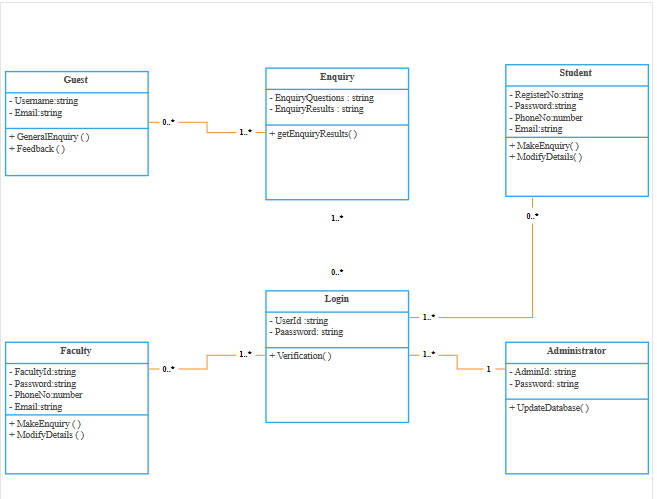 Guest
- Username:string
- Email:string
+ GeneralEnquiry ( )
+ Feedback ( )
0..*
1..*
Enquiry
- EnquiryQuestions : string
- EnquiryResults : string
+ getEnquiryResults( )
Student
- RegisterNo:string
- Password:string
- PhoneNo:number
- Email:string
+ MakeEnquiry( )
+ ModifyDetails( )
0..*
1..*
0..*
Login
- UserId :string
- Paassword: string
+ Verification( )
1..*
1..*
1..*
1
Faculty
- FacultyId:string
- Password:string
- PhoneNo:number
- Email:string
+ MakeEnquiry ( )
+ ModifyDetails ( )
0..*
Administrator
- AdminId: string
- Password: string
+ UpdateDatabase( )